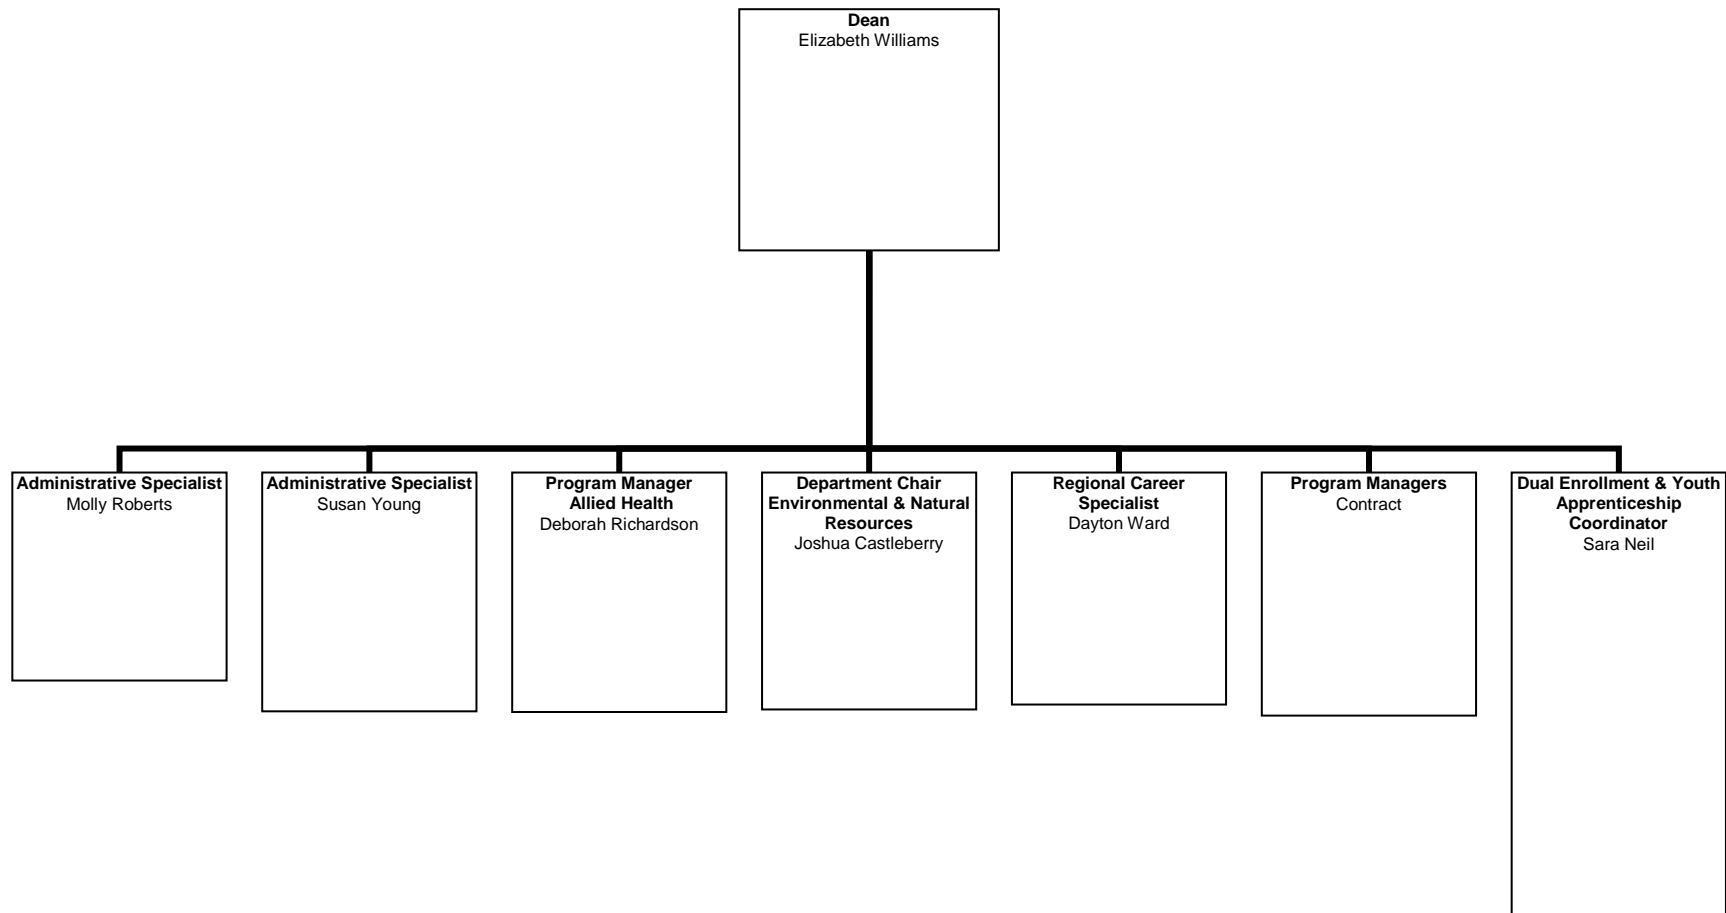 Dean
Elizabeth Williams
Administrative Specialist
Molly Roberts
Administrative Specialist
Susan Young
Program Manager
Allied Health
Deborah Richardson
Department Chair
Environmental & Natural
Resources
Joshua Castleberry
Regional Career
Specialist
Dayton Ward
Program Managers
Contract
Dual Enrollment & Youth
Apprenticeship
Coordinator
Sara Neil